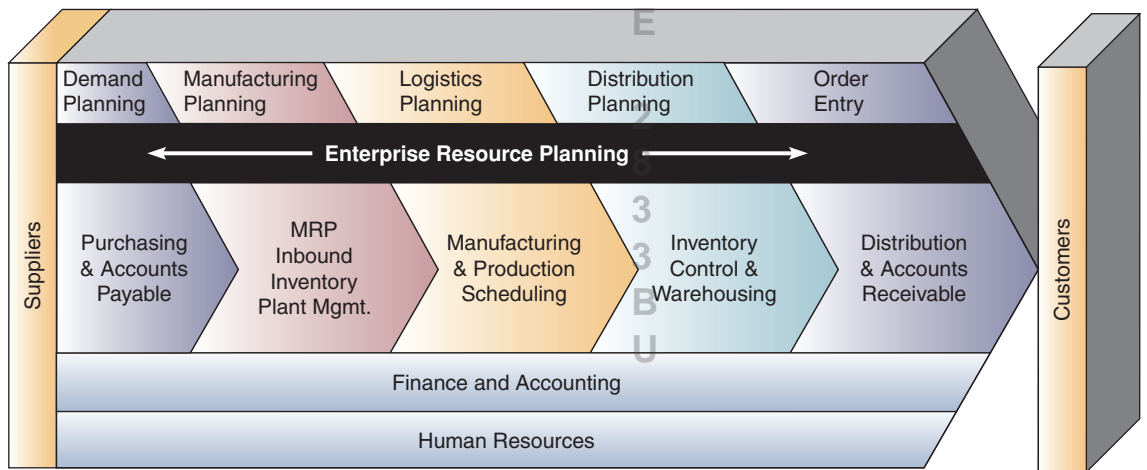 E
Demand
Planning
Manufacturing
Planning
Logistics
Planning
Distribution
Planning
Order
Entry
2
Enterprise Resource Planning
8
Suppliers
3
Purchasing
& Accounts
Payable
MRP
Inbound
Inventory
Plant Mgmt.
Manufacturing
& Production
Scheduling
Inventory
Control &
Warehousing
3
Distribution
& Accounts
Receivable
Customers
B
U
Finance and Accounting
Human Resources